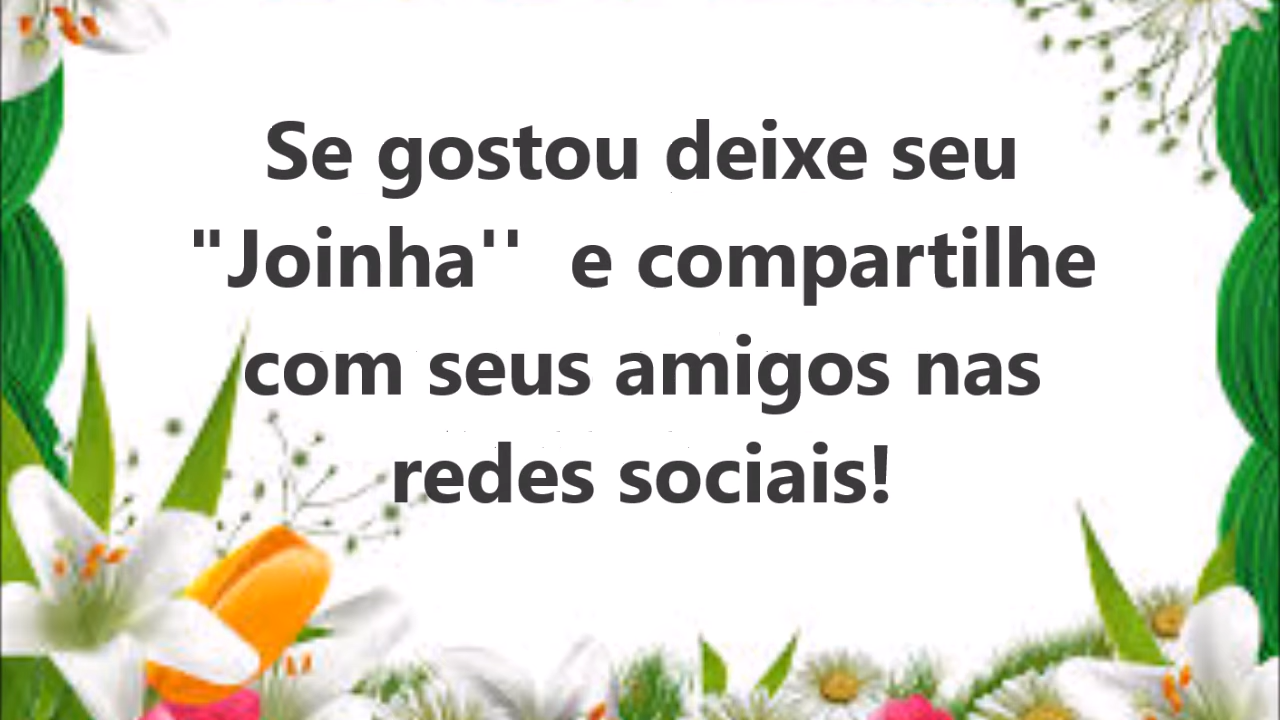 Se gostou deixe seu
"Joinha''  e compartilhe
com seus amigos nas
redes sociais!